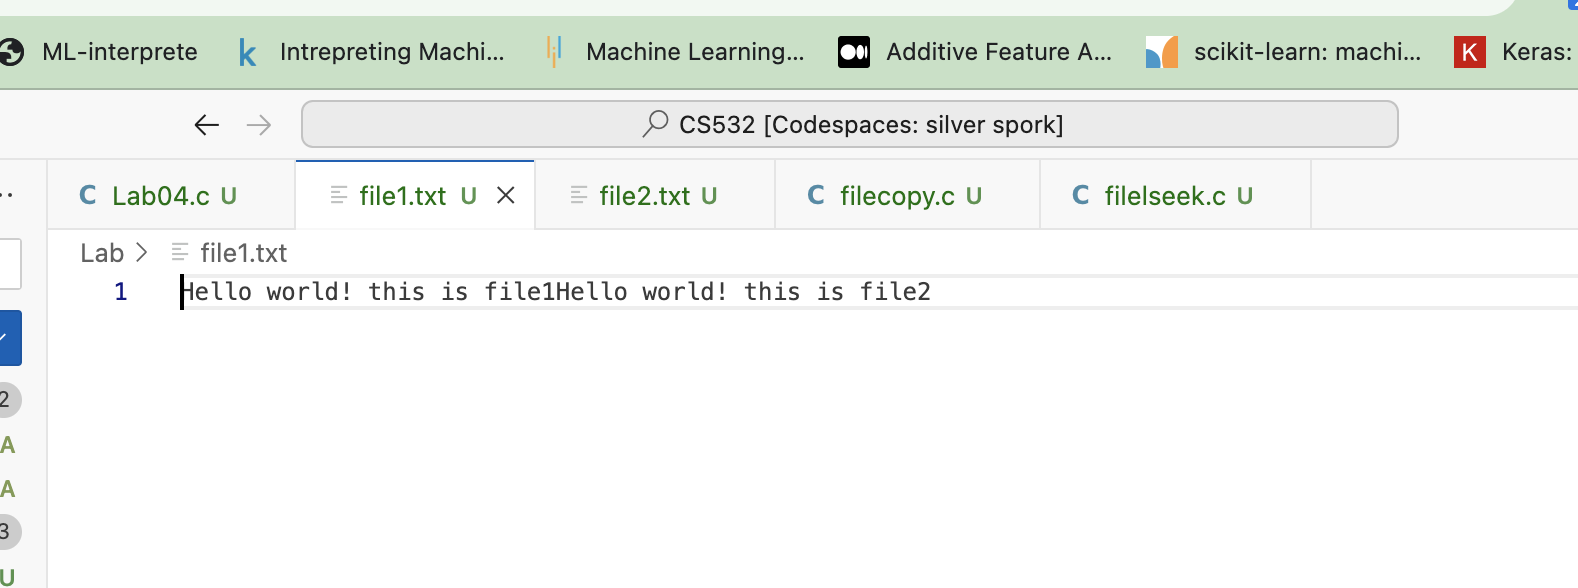 ML-interprete Intrepreting Machi... Machine Learning... Additive Feature A... scikit-learn: machi... K Keras:
CS532 [Codespaces: silver spork]
C Lab04.c U file1.txt U file2.txt U C filecopy.c U C filelseek.c U
Lab > file1.txt
1 Hello world! this is file1Hello world! this is file2
2
A
A
3
U